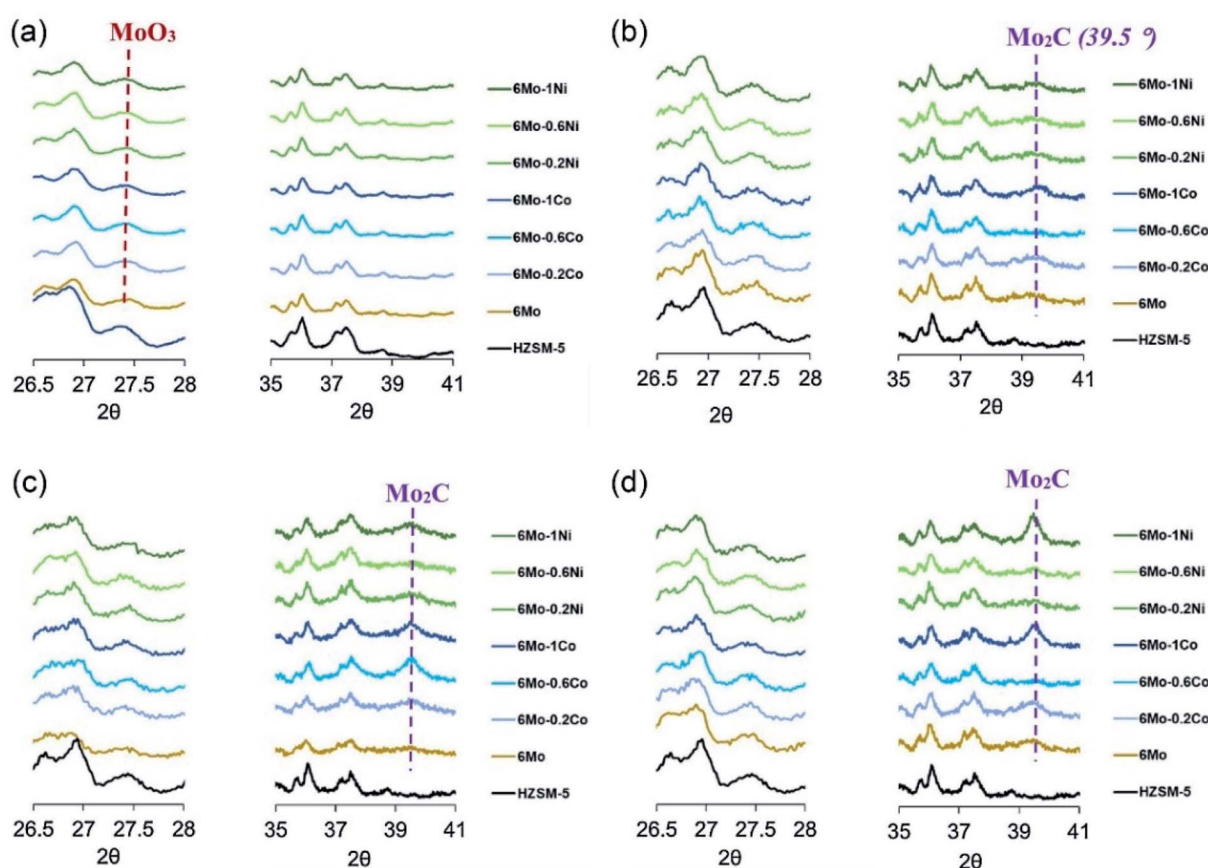 (a)
MoO₃
6Mo-1Ni
6Mo-0.6Ni
6Mo-0.2Ni
6Mo-1Co
6Mo-0.6Co
6Mo-0.2Co
6Mo
HZSM-5
26.5 27 27.5 28
2θ
35 37 39 41
2θ
(b)
Mo₂C (39.5 °)
6Mo-1Ni
6Mo-0.6Ni
6Mo-0.2Ni
6Mo-1Co
6Mo-0.6Co
6Mo-0.2Co
6Mo
HZSM-5
26.5 27 27.5 28
2θ
35 37 39 41
2θ
(c)
Mo₂C
6Mo-1Ni
6Mo-0.6Ni
6Mo-0.2Ni
6Mo-1Co
6Mo-0.6Co
6Mo-0.2Co
6Mo
HZSM-5
26.5 27 27.5 28
2θ
35 37 39 41
2θ
(d)
Mo₂C
6Mo-1Ni
6Mo-0.6Ni
6Mo-0.2Ni
6Mo-1Co
6Mo-0.6Co
6Mo-0.2Co
6Mo
HZSM-5
26.5 27 27.5 28
2θ
35 37 39 41
2θ